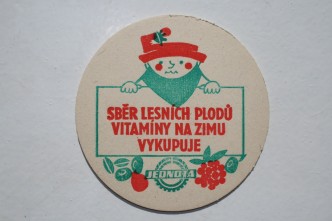 SBĚR LESNÍCH PLODŮ
VITAMÍNY NA ZIMU
VYKUPUJE
JEDNOTA